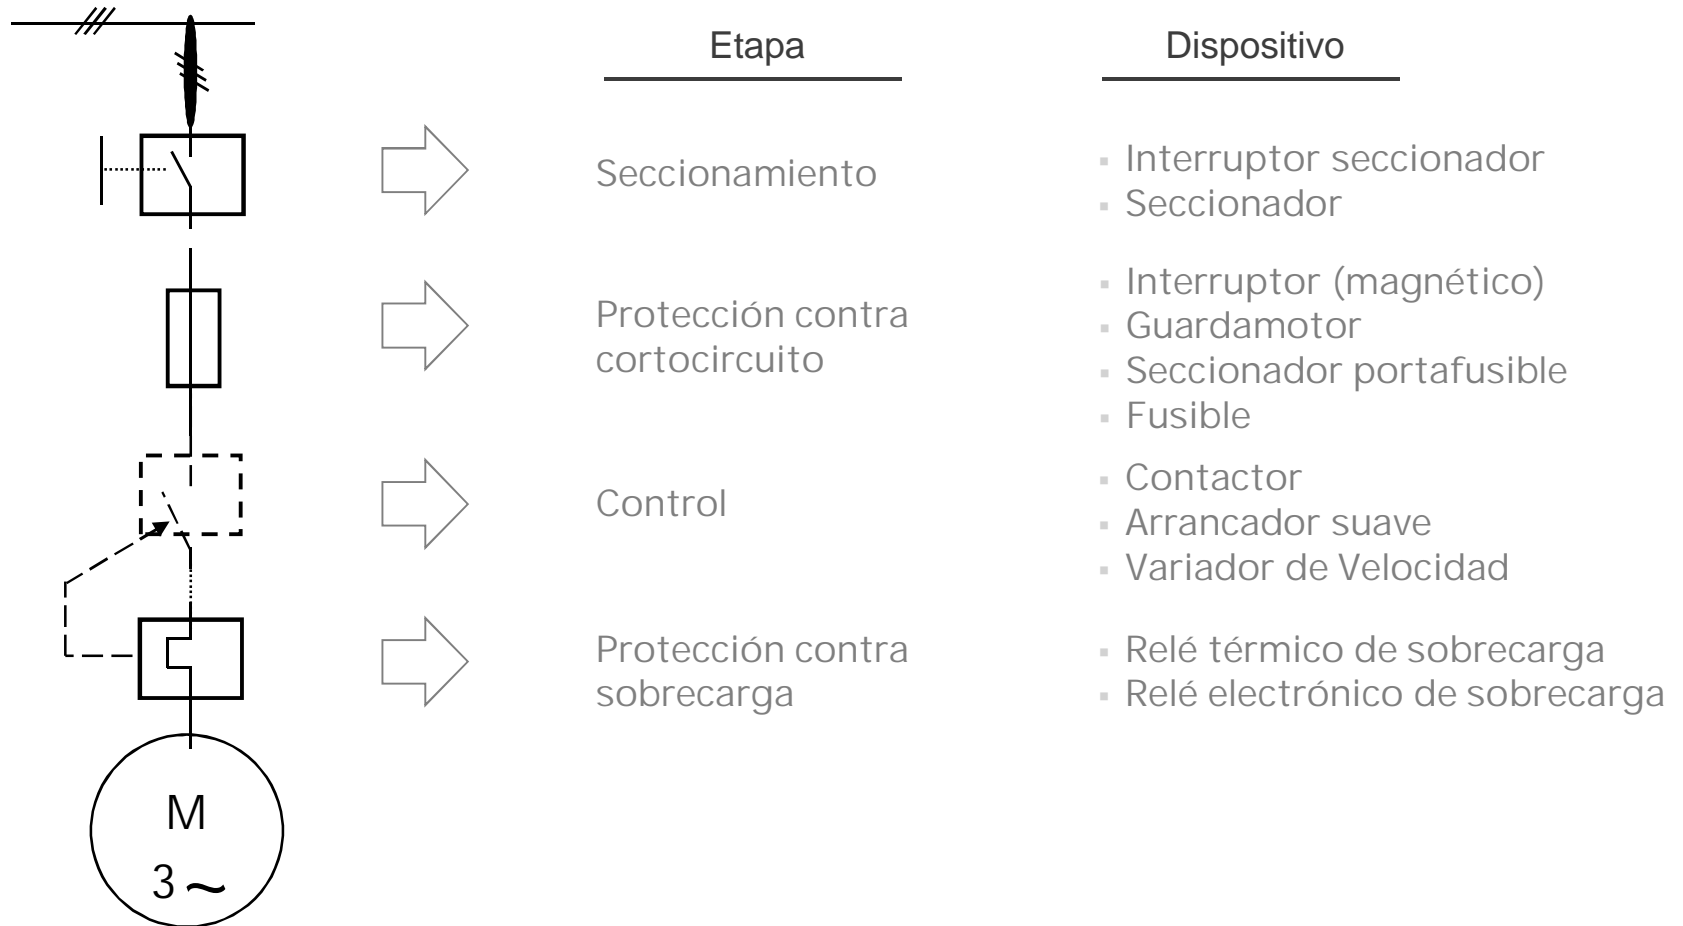 Etapa
Dispositivo
Seccionamiento
▪ Interruptor seccionador
▪ Seccionador
Protección contra
cortocircuito
▪ Interruptor (magnético)
▪ Guardamotor
▪ Seccionador portafusible
▪ Fusible
Control
▪ Contactor
▪ Arrancador suave
▪ Variador de Velocidad
Protección contra
sobrecarga
▪ Relé térmico de sobrecarga
▪ Relé electrónico de sobrecarga
M
3 ~